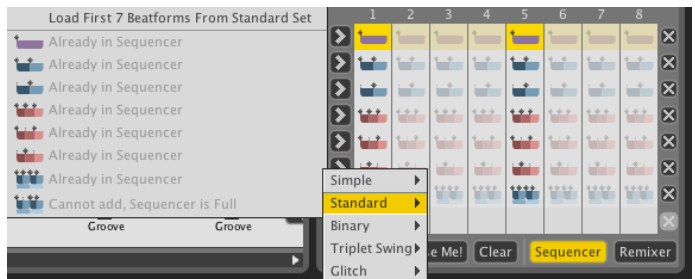 Load First 7 Beatforms From Standard Set
1 2 3 4 5 6 7 8
Already in Sequencer
Already in Sequencer
Already in Sequencer
Already in Sequencer
Already in Sequencer
Already in Sequencer
Already in Sequencer
Cannot add, Sequencer is Full
Groove Groove
Simple
Standard
Binary
Triplet Swing
Glitch
e Me! Clear Sequencer Remixer